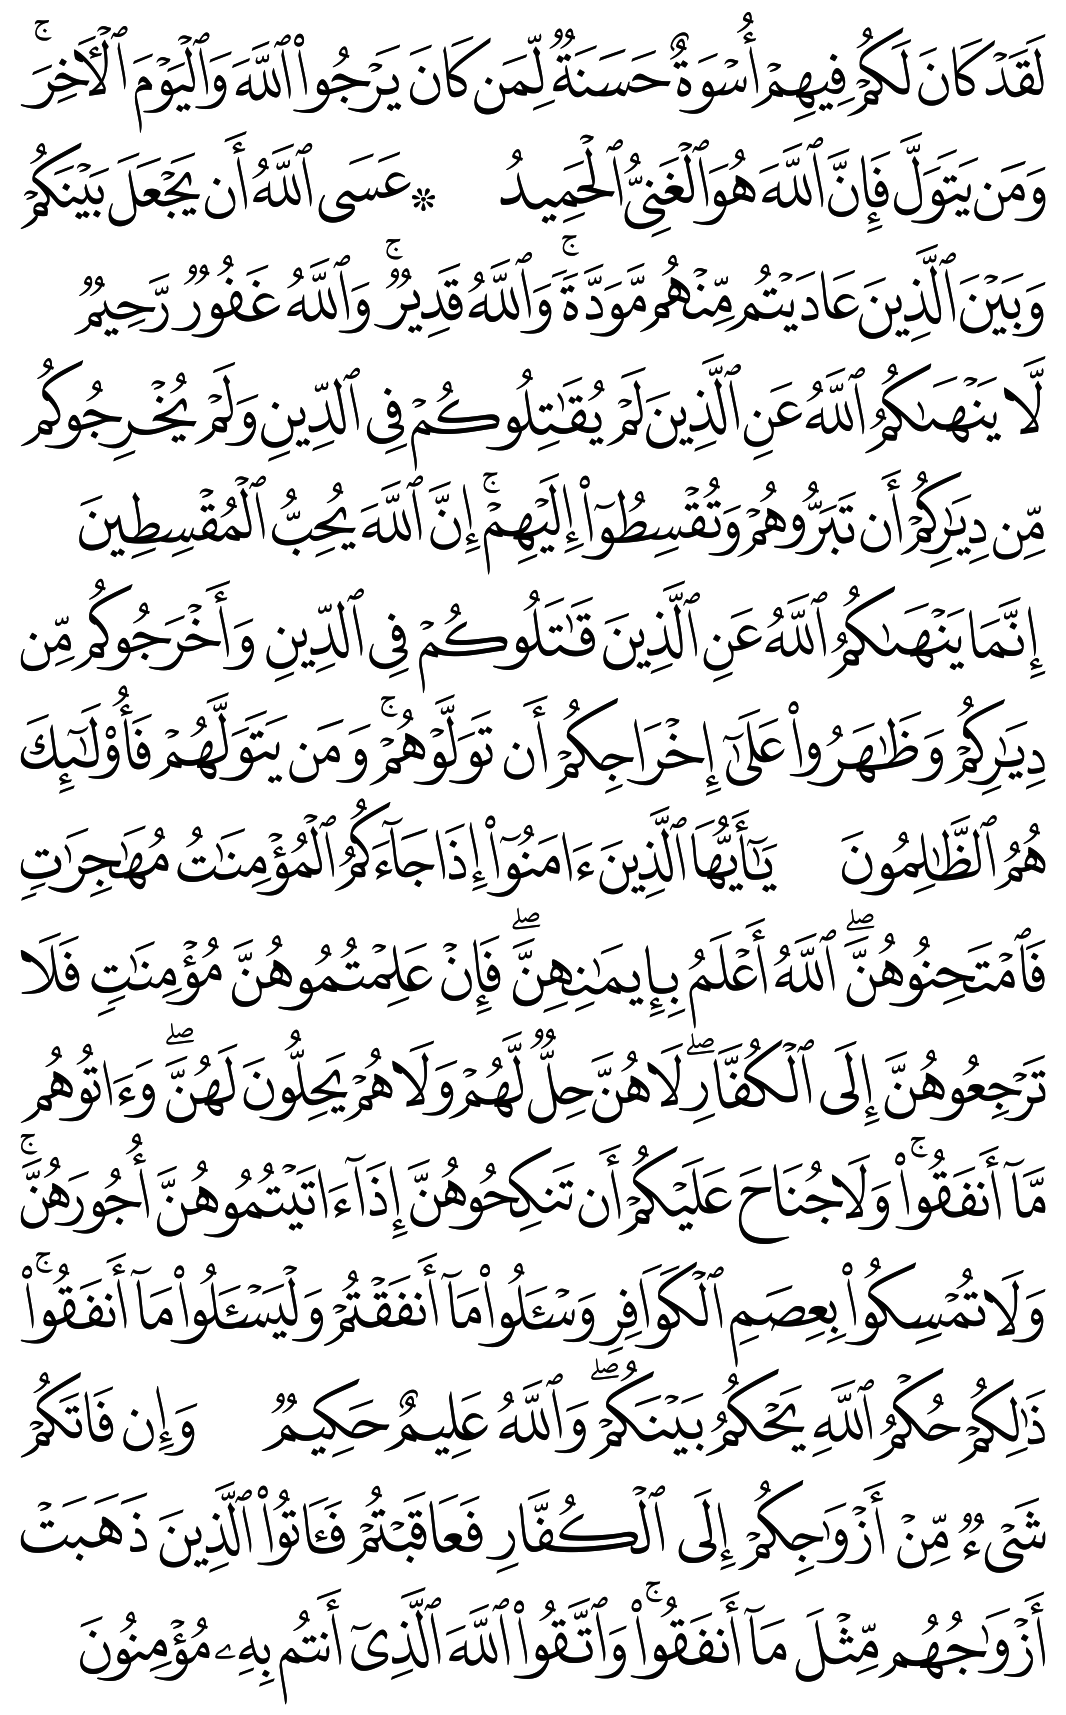 لَقَدۡ كَانَ لَكُمۡ فِيهِمۡ أُسۡوَةٌ حَسَنَةٞ لِّمَن كَانَ يَرۡجُواْ ٱللَّهَ وَٱلۡيَوۡمَ ٱلۡأٓخِرَۚ
وَمَن يَتَوَلَّ فَإِنَّ ٱللَّهَ هُوَ ٱلۡغَنِيُّ ٱلۡحَمِيدُ ۞ عَسَى ٱللَّهُ أَن يَجۡعَلَ بَيۡنَكُمۡ
وَبَيۡنَ ٱلَّذِينَ عَادَيۡتُم مِّنۡهُم مَّوَدَّةٗۚ وَٱللَّهُ قَدِيرٞۚ وَٱللَّهُ غَفُورٞ رَّحِيمٞ
لَّا يَنۡهَىٰكُمُ ٱللَّهُ عَنِ ٱلَّذِينَ لَمۡ يُقَٰتِلُوكُمۡ فِي ٱلدِّينِ وَلَمۡ يُخۡرِجُوكُم
مِّن دِيَٰرِكُمۡ أَن تَبَرُّوهُمۡ وَتُقۡسِطُوٓاْ إِلَيۡهِمۡۚ إِنَّ ٱللَّهَ يُحِبُّ ٱلۡمُقۡسِطِينَ
إِنَّمَا يَنۡهَىٰكُمُ ٱللَّهُ عَنِ ٱلَّذِينَ قَٰتَلُوكُمۡ فِي ٱلدِّينِ وَأَخۡرَجُوكُم مِّن
دِيَٰرِكُمۡ وَظَٰهَرُواْ عَلَىٰٓ إِخۡرَاجِكُمۡ أَن تَوَلَّوۡهُمۡۚ وَمَن يَتَوَلَّهُمۡ فَأُوْلَٰٓئِكَ
هُمُ ٱلظَّٰلِمُونَ يَٰٓأَيُّهَا ٱلَّذِينَ ءَامَنُوٓاْ إِذَا جَآءَكُمُ ٱلۡمُؤۡمِنَٰتُ مُهَٰجِرَٰتٖ
فَٱمۡتَحِنُوهُنَّۖ ٱللَّهُ أَعۡلَمُ بِإِيمَٰنِهِنَّۖ فَإِنۡ عَلِمۡتُمُوهُنَّ مُؤۡمِنَٰتٖ فَلَا
تَرۡجِعُوهُنَّ إِلَى ٱلۡكُفَّارِۖ لَا هُنَّ حِلّٞ لَّهُمۡ وَلَا هُمۡ يَحِلُّونَ لَهُنَّۖ وَءَاتُوهُم
مَّآ أَنفَقُواْۚ وَلَا جُنَاحَ عَلَيۡكُمۡ أَن تَنكِحُوهُنَّ إِذَآ ءَاتَيۡتُمُوهُنَّ أُجُورَهُنَّۚ
وَلَا تُمۡسِكُواْ بِعِصَمِ ٱلۡكَوَافِرِ وَسۡـَٔلُواْ مَآ أَنفَقۡتُمۡ وَلۡيَسۡـَٔلُواْ مَآ أَنفَقُواْۚ
ذَٰلِكُمۡ حُكۡمُ ٱللَّهِ يَحۡكُمُ بَيۡنَكُمۡۖ وَٱللَّهُ عَلِيمٌ حَكِيمٞ وَإِن فَاتَكُمۡ
شَيۡءٞ مِّنۡ أَزۡوَٰجِكُمۡ إِلَى ٱلۡكُفَّارِ فَعَاقَبۡتُمۡ فَـَٔاتُواْ ٱلَّذِينَ ذَهَبَتۡ
أَزۡوَٰجُهُم مِّثۡلَ مَآ أَنفَقُواْۚ وَٱتَّقُواْ ٱللَّهَ ٱلَّذِيٓ أَنتُم بِهِۦ مُؤۡمِنُونَ